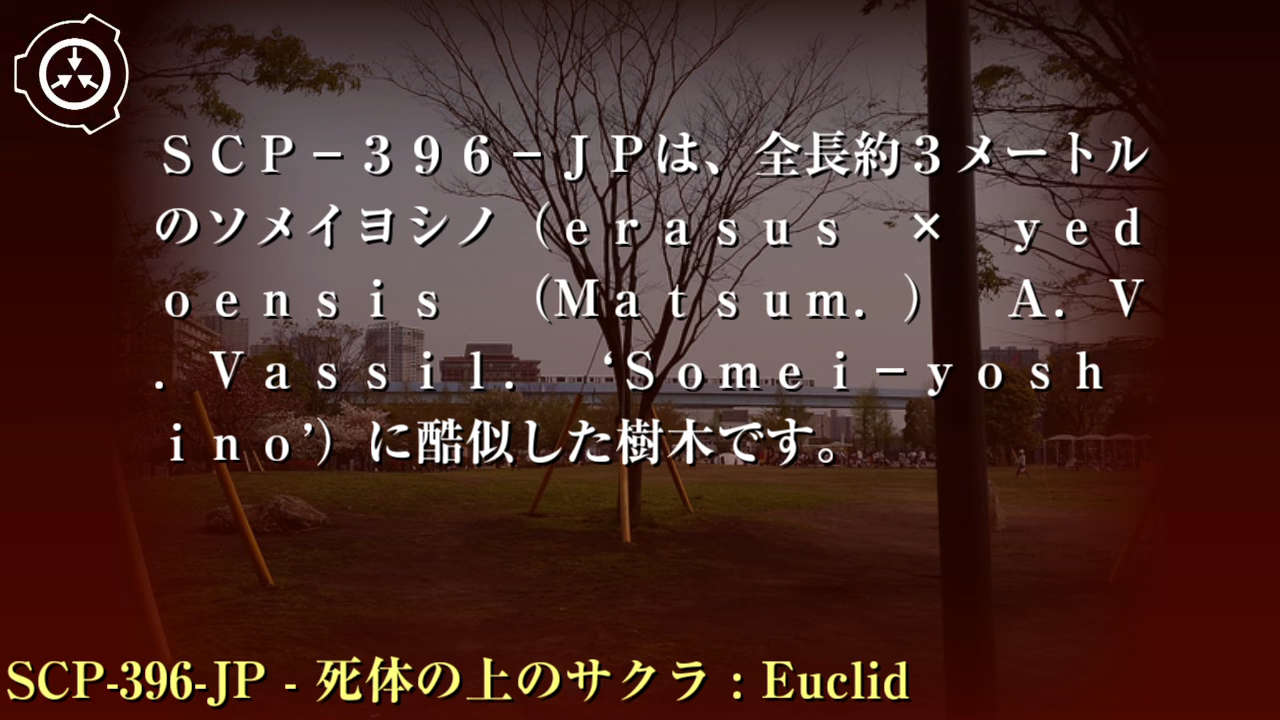 SCP-396-JPは、全長約3メートル
のソメイヨシノ(erasus × yed
oensis (Matsum.) A.V
.Vassil. ‘Somei-yosh
ino’)に酷似した樹木です。
SCP-396-JP - 死体の上のサクラ : Euclid